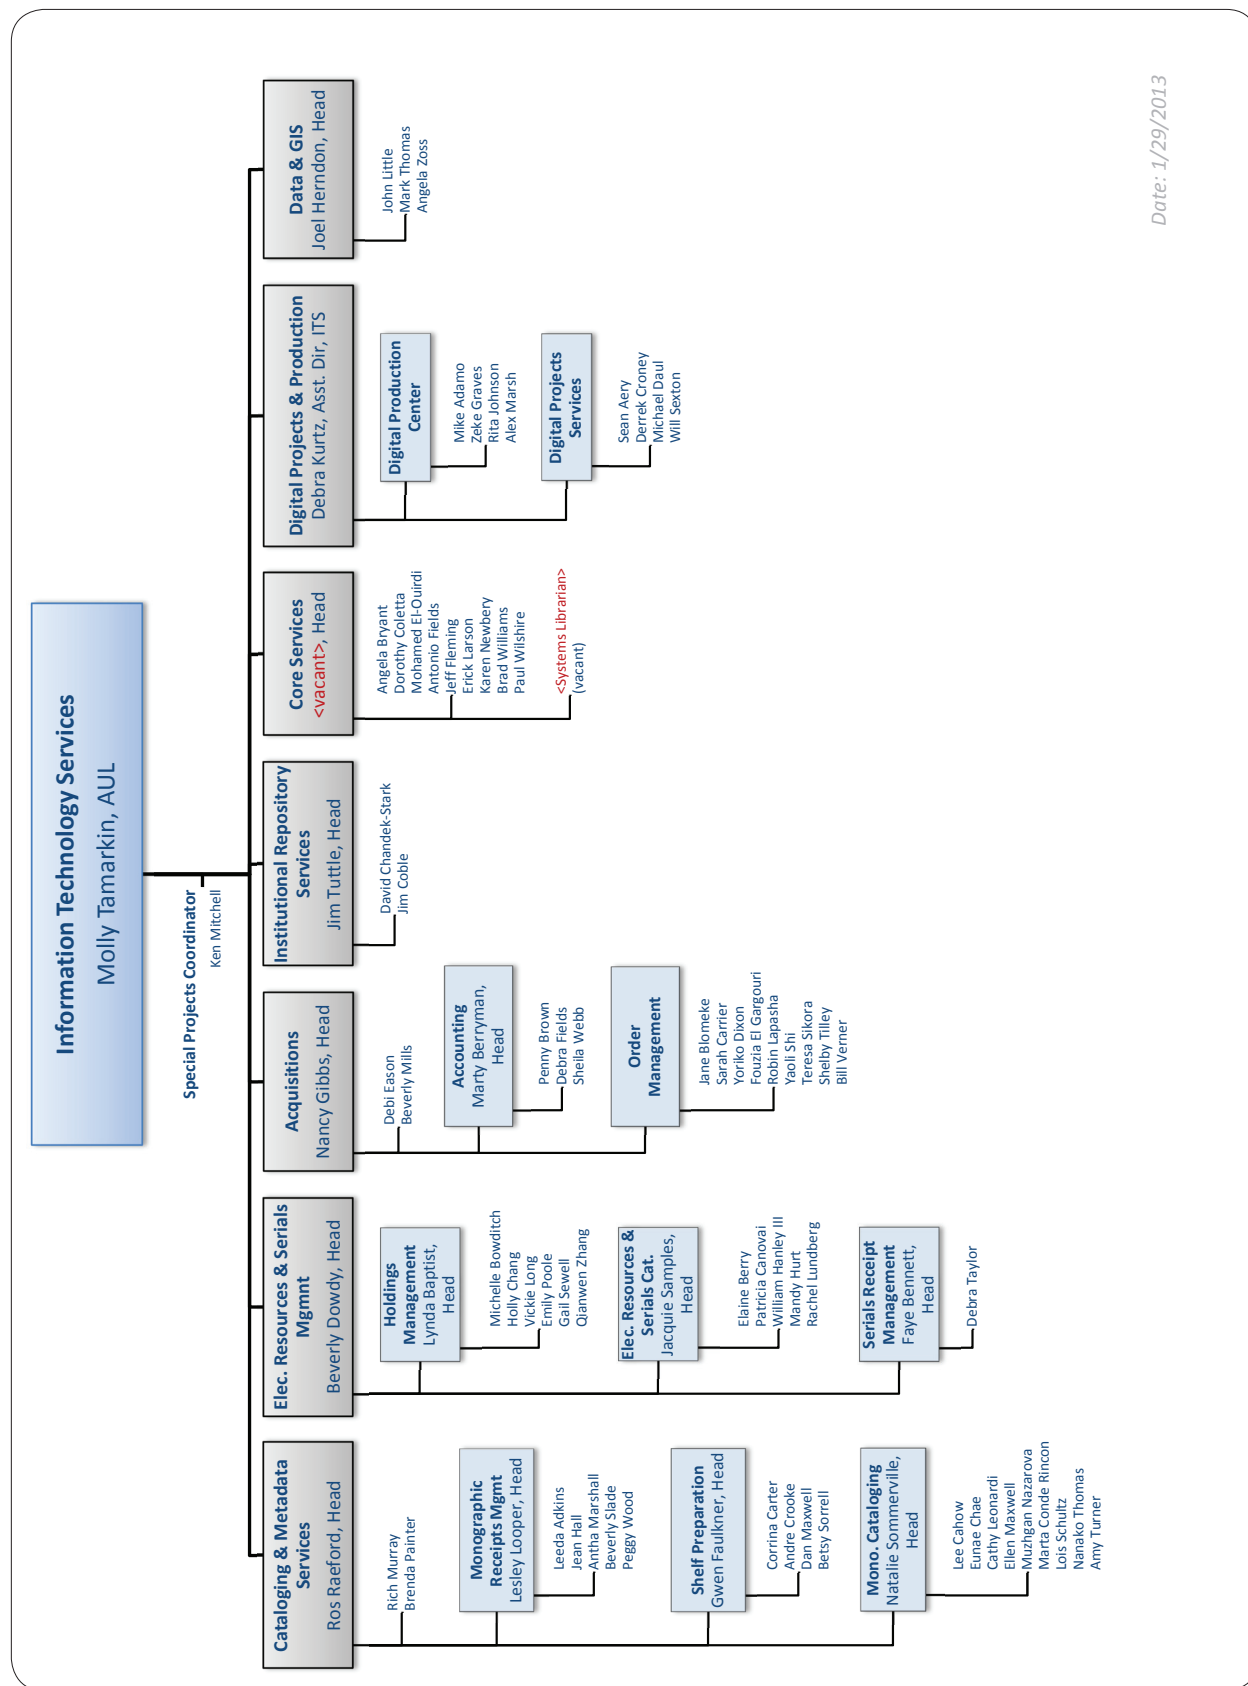 Information Technology Services
Molly Tamarkin, AUL
Special Projects Coordinator
Ken Mitchell
Cataloging & Metadata
Services
Ros Raeford, Head
Rich Murray
Brenda Painter
Monographic
Receipts Mgmt
Lesley Looper, Head
Leeda Adkins
Jean Hall
Antha Marshall
Beverly Slade
Peggy Wood
Shelf Preparation
Gwen Faulkner, Head
Corrina Carter
Andre Crooke
Dan Maxwell
Betsy Sorrell
Mono. Cataloging
Natalie Sommerville,
Head
Lee Cahow
Eunae Chae
Cathy Leonardi
Ellen Maxwell
Muzhgan Nazarova
Marta Conde Rincon
Lois Schultz
Nanako Thomas
Amy Turner
Elec. Resources & Serials
Mgmnt
Beverly Dowdy, Head
Holdings
Management
Lynda Baptist,
Head
Michelle Bowditch
Holly Chang
Vickie Long
Emily Poole
Gail Sewell
Qianwen Zhang
Elec. Resources &
Serials Cat.
Jacquie Samples,
Head
Elaine Berry
Patricia Canovai
William Hanley III
Mandy Hurt
Rachel Lundberg
Serials Receipt
Management
Faye Bennett,
Head
Debra Taylor
Acquisitions
Nancy Gibbs, Head
Debi Eason
Beverly Mills
Accounting
Marty Berryman,
Head
Penny Brown
Debra Fields
Sheila Webb
Order
Management
Jane Blomeke
Sarah Carrier
Yoriko Dixon
Fouzia El Gargouri
Robin Lapasha
Yaoli Shi
Teresa Sikora
Shelby Tilley
Bill Verner
Institutional Repository
Services
Jim Tuttle, Head
David Chandek-Stark
Jim Coble
Core Services
<vacant>, Head
Angela Bryant
Dorothy Coletta
Mohamed El-Ouirdi
Antonio Fields
Jeff Fleming
Erick Larson
Karen Newbery
Brad Williams
Paul Wilshire
<Systems Librarian>
(vacant)
Digital Projects & Production
Debra Kurtz, Asst. Dir, ITS
Digital Production
Center
Mike Adamo
Zeke Graves
Rita Johnson
Alex Marsh
Digital Projects
Services
Sean Aery
Derrek Croney
Michael Daul
Will Sexton
Data & GIS
Joel Herndon, Head
John Little
Mark Thomas
Angela Zoss
Date: 1/29/2013